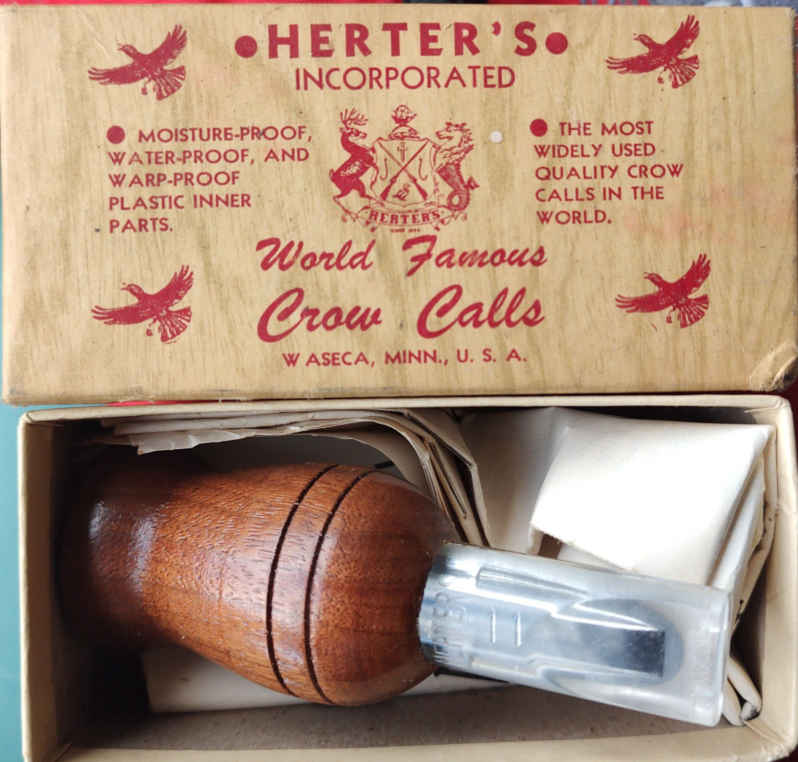 •HERTER'S•
INCORPORATED
• MOISTURE-PROOF,
WATER-PROOF, AND
WARP-PROOF
PLASTIC INNER
PARTS.
• THE MOST
WIDELY USED
QUALITY CROW
CALLS IN THE
WORLD.
HERTER'S
World Famous
Crow Calls
WASECA, MINN., U. S. A.